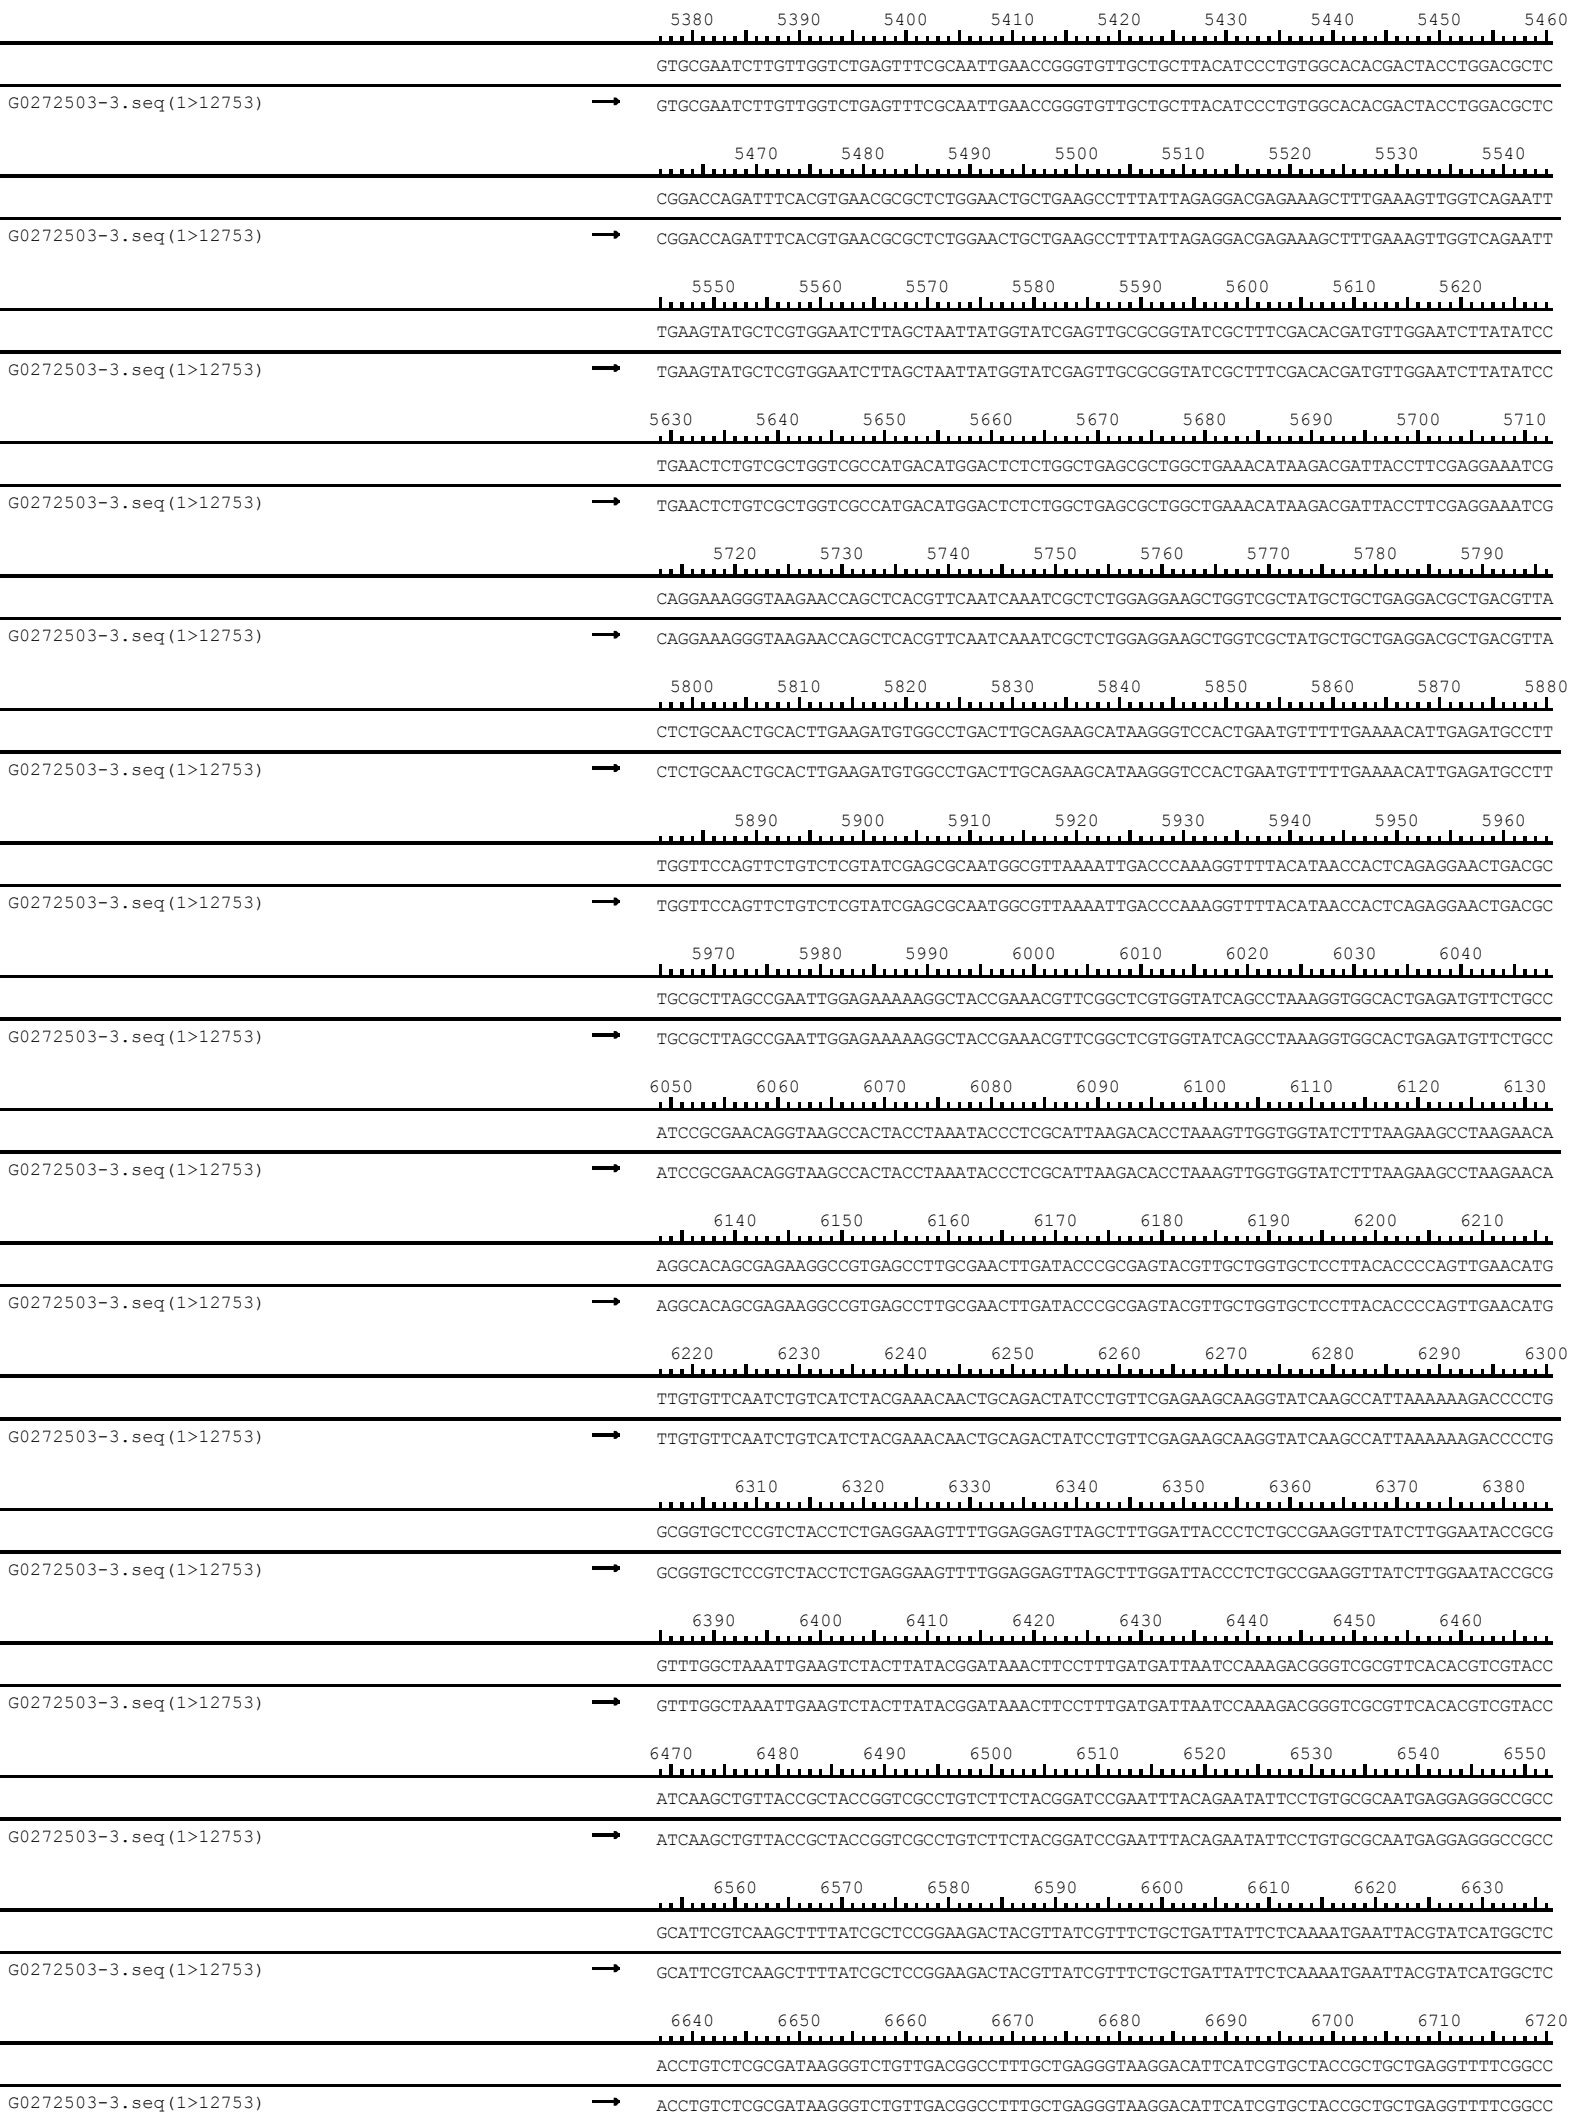 5380 5390 5400 5410 5420 5430 5440 5450 5460
GTGCGAATCTTGTTGGTCTGAGTTTCGCAATTGAACCGGGTGTTGCTGCTTACATCCCTGTGGCACACGACTACCTGGACGCTC
G0272503-3.seq(1>12753) → GTGCGAATCTTGTTGGTCTGAGTTTCGCAATTGAACCGGGTGTTGCTGCTTACATCCCTGTGGCACACGACTACCTGGACGCTC
5470 5480 5490 5500 5510 5520 5530 5540
CGGACCAGATTTCACGTGAACGCGCTCTGGAACTGCTGAAGCCTTTATTAGAGGACGAGAAAGCTTTGAAAGTTGGTCAGAATT
G0272503-3.seq(1>12753) → CGGACCAGATTTCACGTGAACGCGCTCTGGAACTGCTGAAGCCTTTATTAGAGGACGAGAAAGCTTTGAAAGTTGGTCAGAATT
5550 5560 5570 5580 5590 5600 5610 5620
TGAAGTATGCTCGTGGAATCTTAGCTAATTATGGTATCGAGTTGCGCGGTATCGCTTTCGACACGATGTTGGAATCTTATATCC
G0272503-3.seq(1>12753) → TGAAGTATGCTCGTGGAATCTTAGCTAATTATGGTATCGAGTTGCGCGGTATCGCTTTCGACACGATGTTGGAATCTTATATCC
5630 5640 5650 5660 5670 5680 5690 5700 5710
TGAACTCTGTCGCTGGTCGCCATGACATGGACTCTCTGGCTGAGCGCTGGCTGAAACATAAGACGATTACCTTCGAGGAAATCG
G0272503-3.seq(1>12753) → TGAACTCTGTCGCTGGTCGCCATGACATGGACTCTCTGGCTGAGCGCTGGCTGAAACATAAGACGATTACCTTCGAGGAAATCG
5720 5730 5740 5750 5760 5770 5780 5790
CAGGAAAGGGTAAGAACCAGCTCACGTTCAATCAAATCGCTCTGGAGGAAGCTGGTCGCTATGCTGCTGAGGACGCTGACGTTA
G0272503-3.seq(1>12753) → CAGGAAAGGGTAAGAACCAGCTCACGTTCAATCAAATCGCTCTGGAGGAAGCTGGTCGCTATGCTGCTGAGGACGCTGACGTTA
5800 5810 5820 5830 5840 5850 5860 5870 5880
CTCTGCAACTGCACTTGAAGATGTGGCCTGACTTGCAGAAGCATAAGGGTCCACTGAATGTTTTTGAAAACATTGAGATGCCTT
G0272503-3.seq(1>12753) → CTCTGCAACTGCACTTGAAGATGTGGCCTGACTTGCAGAAGCATAAGGGTCCACTGAATGTTTTTGAAAACATTGAGATGCCTT
5890 5900 5910 5920 5930 5940 5950 5960
TGGTTCCAGTTCTGTCTCGTATCGAGCGCAATGGCGTTAAAATTGACCCAAAGGTTTTACATAACCACTCAGAGGAACTGACGC
G0272503-3.seq(1>12753) → TGGTTCCAGTTCTGTCTCGTATCGAGCGCAATGGCGTTAAAATTGACCCAAAGGTTTTACATAACCACTCAGAGGAACTGACGC
5970 5980 5990 6000 6010 6020 6030 6040
TGCGCTTAGCCGAATTGGAGAAAAAGGCTACCGAAACGTTCGGCTCGTGGTATCAGCCTAAAGGTGGCACTGAGATGTTCTGCC
G0272503-3.seq(1>12753) → TGCGCTTAGCCGAATTGGAGAAAAAGGCTACCGAAACGTTCGGCTCGTGGTATCAGCCTAAAGGTGGCACTGAGATGTTCTGCC
6050 6060 6070 6080 6090 6100 6110 6120 6130
ATCCGCGAACAGGTAAGCCACTACCTAAATACCCTCGCATTAAGACACCTAAAGTTGGTGGTATCTTTAAGAAGCCTAAGAACA
G0272503-3.seq(1>12753) → ATCCGCGAACAGGTAAGCCACTACCTAAATACCCTCGCATTAAGACACCTAAAGTTGGTGGTATCTTTAAGAAGCCTAAGAACA
6140 6150 6160 6170 6180 6190 6200 6210
AGGCACAGCGAGAAGGCCGTGAGCCTTGCGAACTTGATACCCGCGAGTACGTTGCTGGTGCTCCTTACACCCCAGTTGAACATG
G0272503-3.seq(1>12753) → AGGCACAGCGAGAAGGCCGTGAGCCTTGCGAACTTGATACCCGCGAGTACGTTGCTGGTGCTCCTTACACCCCAGTTGAACATG
6220 6230 6240 6250 6260 6270 6280 6290 6300
TTGTGTTCAATCTGTCATCTACGAAACAACTGCAGACTATCCTGTTCGAGAAGCAAGGTATCAAGCCATTAAAAAAGACCCCTG
G0272503-3.seq(1>12753) → TTGTGTTCAATCTGTCATCTACGAAACAACTGCAGACTATCCTGTTCGAGAAGCAAGGTATCAAGCCATTAAAAAAGACCCCTG
6310 6320 6330 6340 6350 6360 6370 6380
GCGGTGCTCCGTCTACCTCTGAGGAAGTTTTGGAGGAGTTAGCTTTGGATTACCCTCTGCCGAAGGTTATCTTGGAATACCGCG
G0272503-3.seq(1>12753) → GCGGTGCTCCGTCTACCTCTGAGGAAGTTTTGGAGGAGTTAGCTTTGGATTACCCTCTGCCGAAGGTTATCTTGGAATACCGCG
6390 6400 6410 6420 6430 6440 6450 6460
GTTTGGCTAAATTGAAGTCTACTTATACGGATAAACTTCCTTTGATGATTAATCCAAAGACGGGTCGCGTTCACACGTCGTACC
G0272503-3.seq(1>12753) → GTTTGGCTAAATTGAAGTCTACTTATACGGATAAACTTCCTTTGATGATTAATCCAAAGACGGGTCGCGTTCACACGTCGTACC
6470 6480 6490 6500 6510 6520 6530 6540 6550
ATCAAGCTGTTACCGCTACCGGTCGCCTGTCTTCTACGGATCCGAATTTACAGAATATTCCTGTGCGCAATGAGGAGGGCCGCC
G0272503-3.seq(1>12753) → ATCAAGCTGTTACCGCTACCGGTCGCCTGTCTTCTACGGATCCGAATTTACAGAATATTCCTGTGCGCAATGAGGAGGGCCGCC
6560 6570 6580 6590 6600 6610 6620 6630
GCATTCGTCAAGCTTTTATCGCTCCGGAAGACTACGTTATCGTTTCTGCTGATTATTCTCAAAATGAATTACGTATCATGGCTC
G0272503-3.seq(1>12753) → GCATTCGTCAAGCTTTTATCGCTCCGGAAGACTACGTTATCGTTTCTGCTGATTATTCTCAAAATGAATTACGTATCATGGCTC
6640 6650 6660 6670 6680 6690 6700 6710 6720
ACCTGTCTCGCGATAAGGGTCTGTTGACGGCCTTTGCTGAGGGTAAGGACATTCATCGTGCTACCGCTGCTGAGGTTTTCGGCC
G0272503-3.seq(1>12753) → ACCTGTCTCGCGATAAGGGTCTGTTGACGGCCTTTGCTGAGGGTAAGGACATTCATCGTGCTACCGCTGCTGAGGTTTTCGGCC